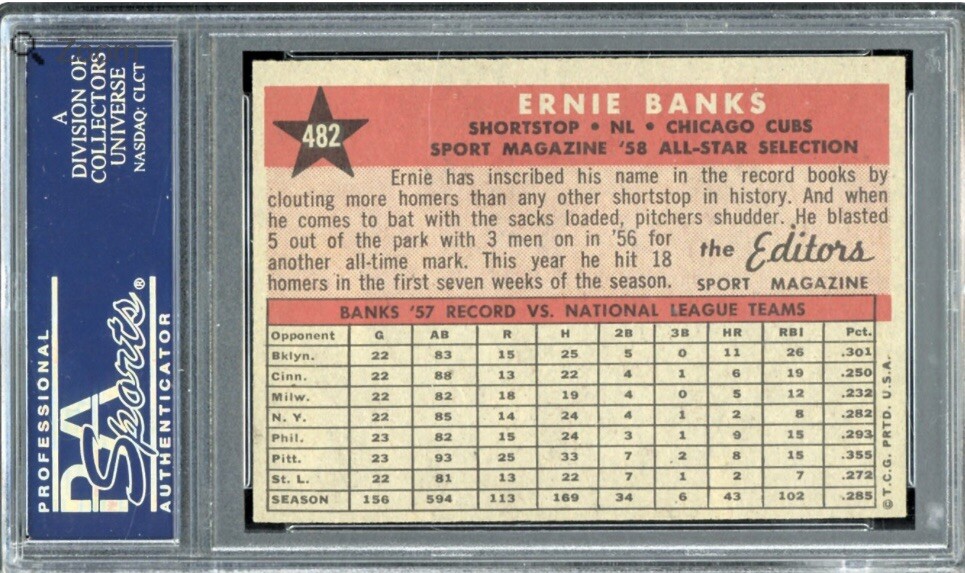 A
DIVISION OF
COLLECTORS
UNIVERSE
NASDAQ: CLCT
PROFESSIONAL
PSA
Sports®
AUTHENTICATOR
482
ERNIE BANKS
SHORTSTOP • NL • CHICAGO CUBS
SPORT MAGAZINE '58 ALL-STAR SELECTION
Ernie has inscribed his name in the record books by
clouting more homers than any other shortstop in history. And when
he comes to bat with the sacks loaded, pitchers shudder. He blasted
5 out of the park with 3 men on in '56 for
another all-time mark. This year he hit 18
homers in the first seven weeks of the season.
the Editors
SPORT MAGAZINE
BANKS '57 RECORD VS. NATIONAL LEAGUE TEAMS
Opponent G AB R H 2B 3B HR RBI Pct.
Bklyn. 22 83 15 25 5 0 11 26 .301
Cinn. 22 88 13 22 4 1 6 19 .250
Milw. 22 82 18 19 4 0 5 12 .232
N. Y. 22 85 14 24 4 1 2 8 .282
Phil. 23 82 15 24 3 1 9 15 .293
Pitt. 23 93 25 33 7 2 8 15 .355
St. L. 22 81 13 22 7 1 2 7 .272
SEASON 156 594 113 169 34 6 43 102 .285
©T.C.G. PRTD. U.S.A.